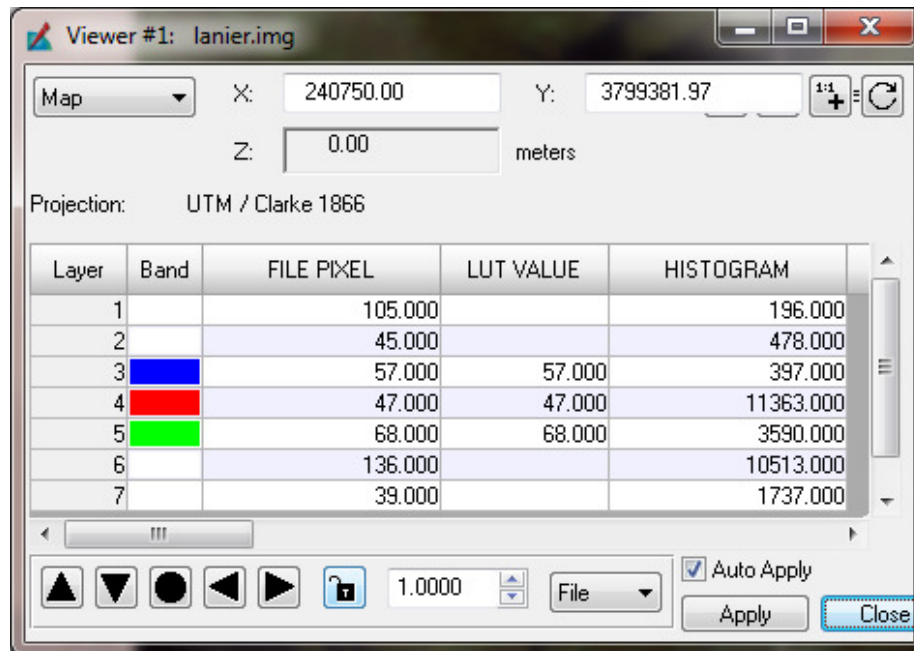 Viewer #1: lanier.img
Map X: 240750.00 Y: 3799381.97 1:1
Z: 0.00 meters
Projection: UTM / Clarke 1866
Layer Band FILE PIXEL LUT VALUE HISTOGRAM
1 105.000 196.000
2 45.000 478.000
3 57.000 57.000 397.000
4 47.000 47.000 11363.000
5 68.000 68.000 3590.000
6 136.000 10513.000
7 39.000 1737.000
1.0000 File Auto Apply
Apply Close